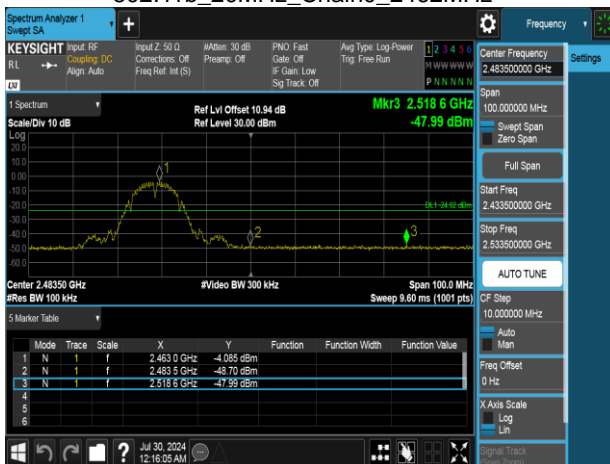 Spectrum Analyzer 1
Swept SA
+
Frequency
KEYSIGHT
RL
Input: RF
Coupling: DC
Align: Auto
Input Z: 50 Ω
Corrections: Off
Freq Ref: Int (S)
#Atten: 30 dB
Preamp: Off
PNO: Fast
Gate: Off
IF Gain: Low
Sig Track: Off
Avg Type: Log-Power
Trig: Free Run
1 2 3 4 5 6
M W W W W W
P N N N N N
1 Spectrum
Scale/Div 10 dB
Ref Lvl Offset 10.94 dB
Ref Level 30.00 dBm
Mkr3 2.518 6 GHz
-47.99 dBm
Log
20.0
10.0
0.00
-10.0
-20.0
-30.0
-40.0
-50.0
-60.0
1
2
3
DL1 -24.02 dBm
Center 2.48350 GHz
#Video BW 300 kHz
Span 100.0 MHz
#Res BW 100 kHz
Sweep 9.60 ms (1001 pts)
5 Marker Table
Mode Trace Scale X Y Function Function Width Function Value
1 N 1 f 2.463 0 GHz -4.085 dBm
2 N 1 f 2.483 5 GHz -48.70 dBm
3 N 1 f 2.518 6 GHz -47.99 dBm
4
5
6
Jul 30, 2024
12:16:05 AM
Center Frequency
2.483500000 GHz
Settings
Span
100.000000 MHz
Swept Span
Zero Span
Full Span
Start Freq
2.433500000 GHz
Stop Freq
2.533500000 GHz
AUTO TUNE
CF Step
10.000000 MHz
Auto
Man
Freq Offset
0 Hz
X Axis Scale
Log
Lin
Signal Track
(Span Zoom)